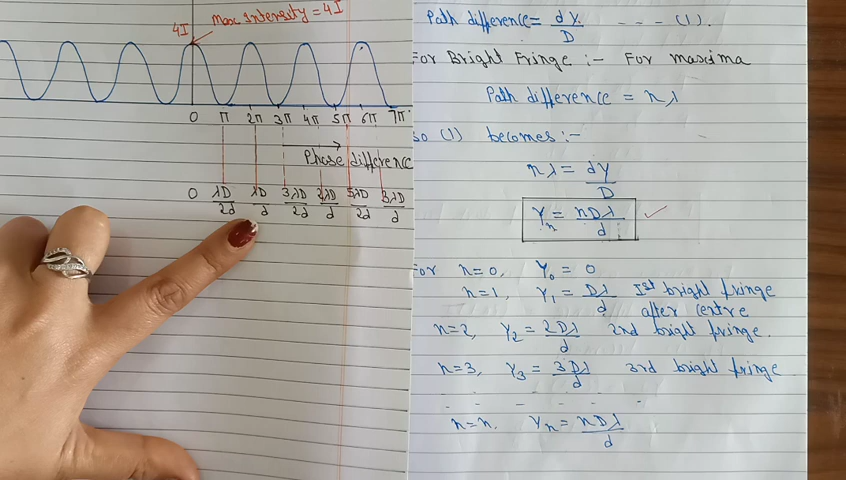 4I Max intensity = 4I
0 π 2π 3π 4π 5π 6π 7π
Phase difference
0 λD/2d λD/d 3λD/2d 2λD/d 5λD/2d 3λD/d
Path difference = dy/D - - - (1).
For Bright Fringe :- For maxima
Path difference = nλ
so (1) becomes :-
nλ = dy/D
Yn = nDλ/d
For n=0, Y0 = 0
n=1, Y1 = Dλ/d Ist bright fringe
after centre
n=2, Y2 = 2Dλ/d 2nd bright fringe.
n=3, Y3 = 3Dλ/d 3rd bright fringe
n=n, Yn = nDλ/d